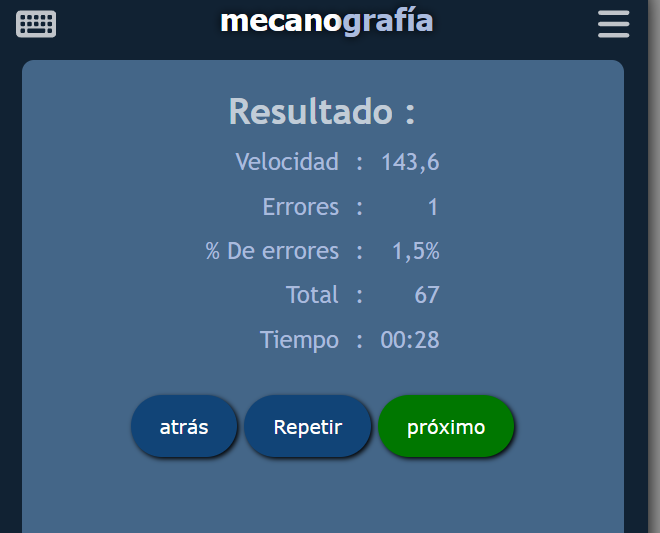 mecanografía
Resultado :
Velocidad : 143,6
Errores : 1
% De errores : 1,5%
Total : 67
Tiempo : 00:28
atrás Repetir próximo